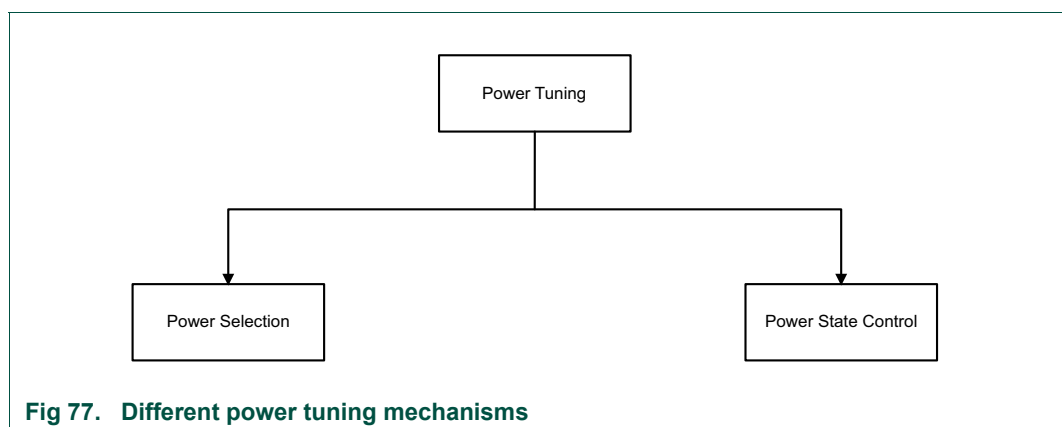 Power Tuning
Power Selection
Power State Control
Fig 77. Different power tuning mechanisms